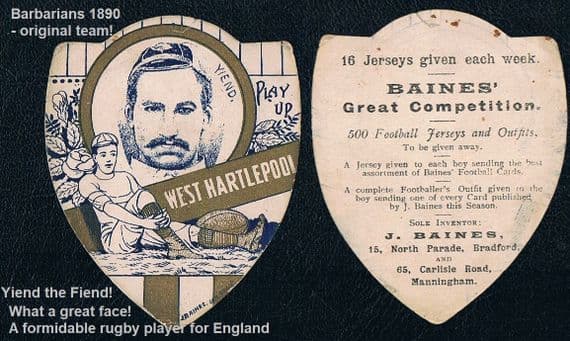 Barbarians 1890
- original team!
YIEND.
PLAY
UP
WEST HARTLEPOOL
J. BAINES,
Yiend the Fiend!
What a great face!
A formidable rugby player for England
16 Jerseys given each week.
BAINES'
Great Competition.
500 Football Jerseys and Outfits.
To be given away.
A Jersey given to each boy sending the best
assortment of Baines' Football Cards.
A complete Footballer's Outfit given to the
boy sending one of every Card published
by J. Baines this Season.
SOLE INVENTOR:
J. BAINES,
15, North Parade, Bradford,
AND
65, Carlisle Road,
Manningham.